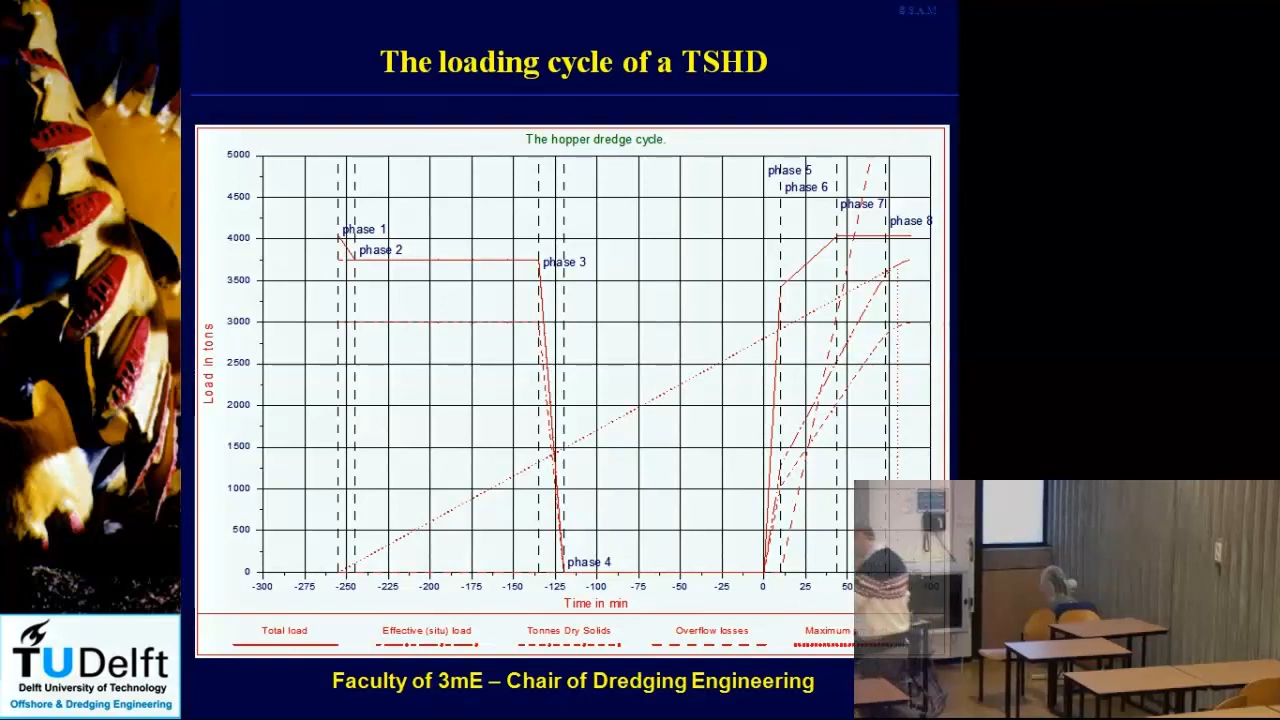 The loading cycle of a TSHD
The hopper dredge cycle.
5000
4500
4000
3500
3000
2500
2000
1500
1000
500
0
Load in tons
phase 1
phase 2
phase 3
phase 4
phase 5
phase 6
phase 7
phase 8
-300 -275 -250 -225 -200 -175 -150 -125 -100 -75 -50 -25 0 25 50 100
Time in min
Total load Effective (situ) load Tonnes Dry Solids Overflow losses Maximum
Faculty of 3mE – Chair of Dredging Engineering
TUDelft
Delft University of Technology
Offshore & Dredging Engineering